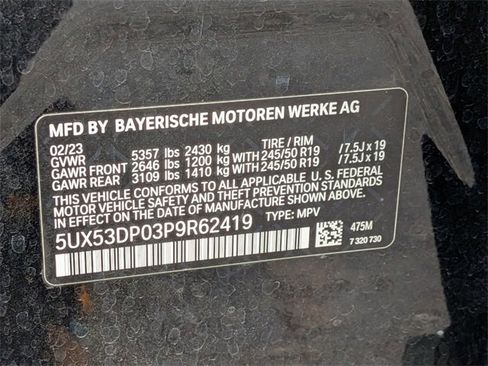 MFD BY BAYERISCHE MOTOREN WERKE AG
02/23 TIRE / RIM
GVWR 5357 lbs 2430 kg
GAWR FRONT 2646 lbs 1200 kg WITH 245/50 R19 /7.5J x 19
GAWR REAR 3109 lbs 1410 kg WITH 245/50 R19 /7.5J x 19
THIS VEHICLE CONFORMS TO ALL APPLICABLE U.S. FEDERAL
MOTOR VEHICLE SAFETY AND THEFT PREVENTION STANDARDS
IN EFFECT ON THE DATE OF MANUFACTURE SHOWN ABOVE.
5UX53DP03P9R62419 TYPE: MPV
475M
7 320 730